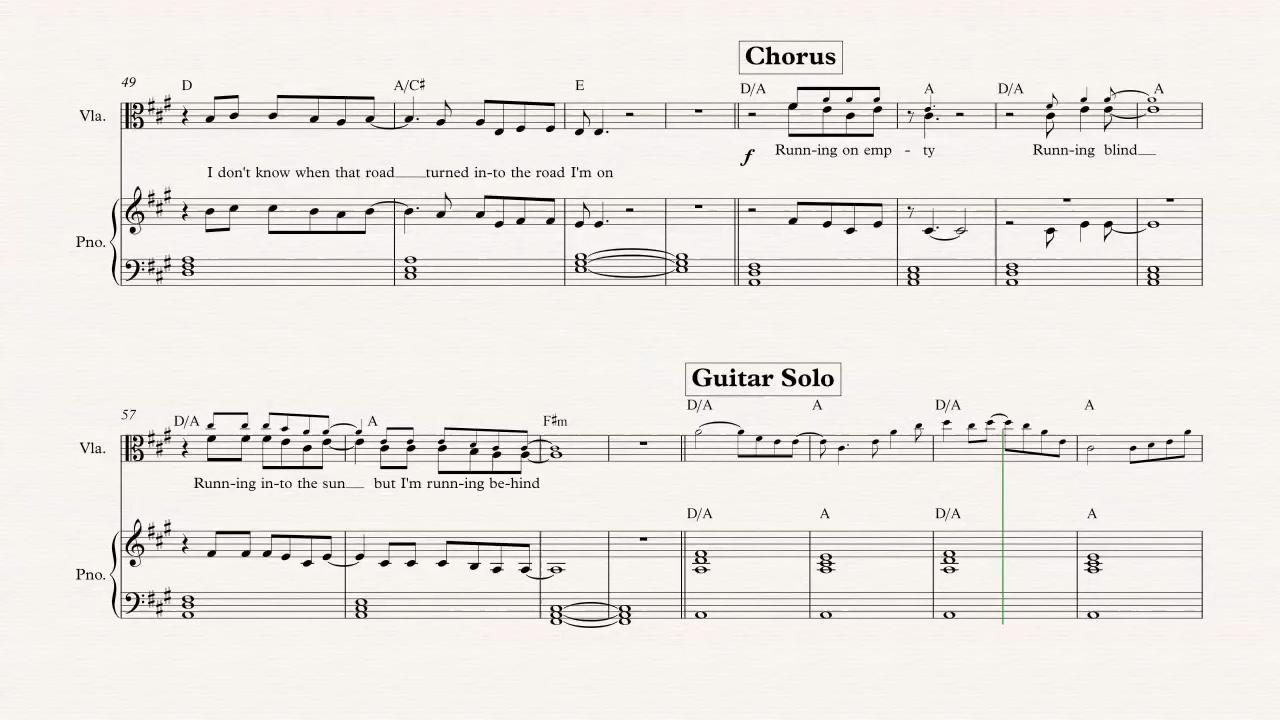 Chorus
49
D A/C♯ E D/A A D/A A
Vla.
f Runn-ing on emp - ty Runn-ing blind
I don't know when that road turned in-to the road I'm on
Pno.
Guitar Solo
D/A A D/A A
57
D/A A F♯m
Vla.
Runn-ing in-to the sun but I'm runn-ing be-hind
D/A A D/A A
Pno.